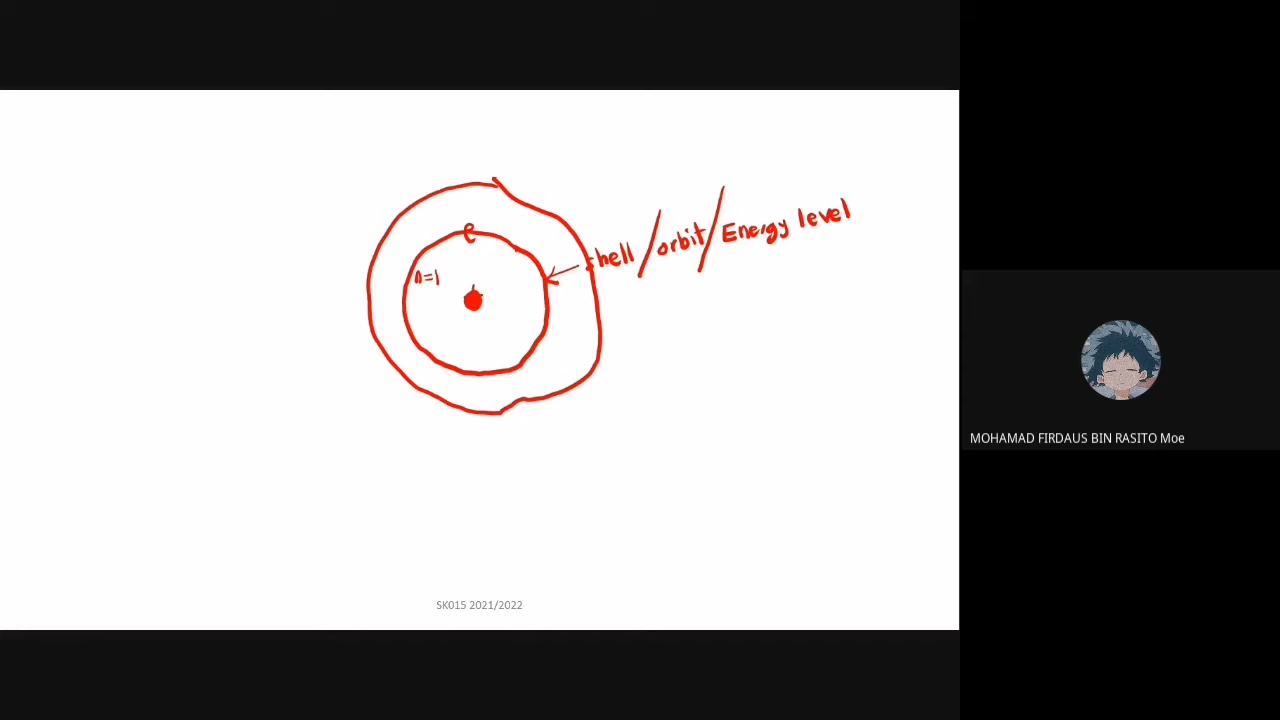 shell/orbit/Energy level
e
n=1
MOHAMAD FIRDAUS BIN RASITO Moe
SK015 2021/2022